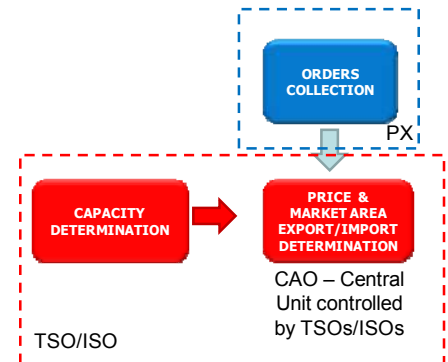 ORDERS
COLLECTION
PX
CAPACITY
DETERMINATION
PRICE &
MARKET AREA
EXPORT/IMPORT
DETERMINATION
CAO – Central
Unit controlled
by TSOs/ISOs
TSO/ISO